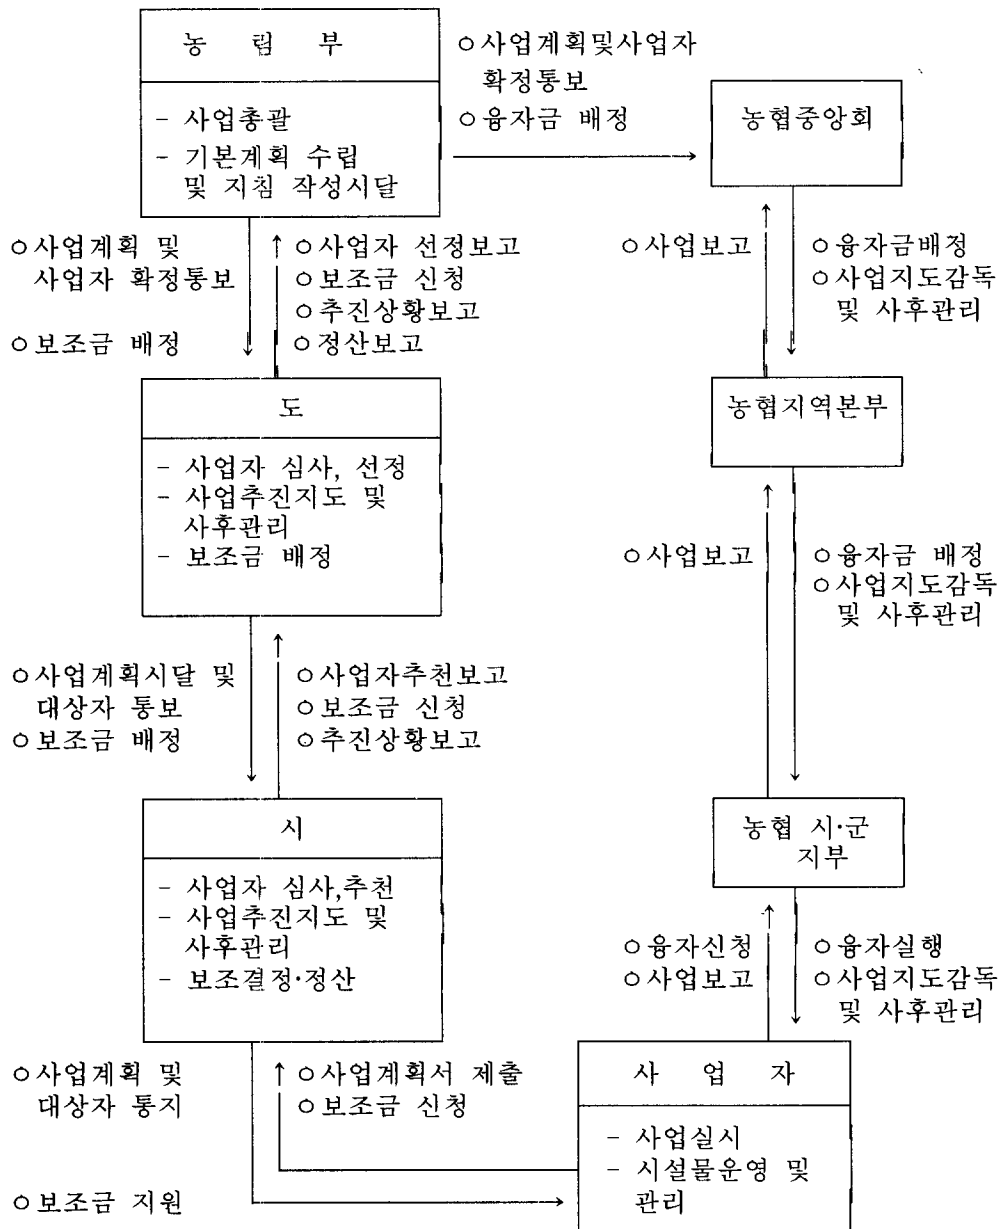 농 림 부
- 사업총괄
- 기본계획 수립
및 지침 작성시달
○사업계획및사업자
확정통보
○융자금 배정
농협중앙회
○사업계획 및
사업자 확정통보
○보조금 배정
○사업자 선정보고
○보조금 신청
○추진상황보고
○정산보고
○사업보고
○융자금배정
○사업지도감독
및 사후관리
도
- 사업자 심사, 선정
- 사업추진지도 및
사후관리
- 보조금 배정
농협지역본부
○사업보고
○융자금 배정
○사업지도감독
및 사후관리
○사업계획시달 및
대상자 통보
○보조금 배정
○사업자추천보고
○보조금 신청
○추진상황보고
시
- 사업자 심사,추천
- 사업추진지도 및
사후관리
- 보조결정·정산
농협 시·군
지부
○융자신청
○사업보고
○융자실행
○사업지도감독
및 사후관리
○사업계획 및
대상자 통지
○보조금 지원
○사업계획서 제출
○보조금 신청
사 업 자
- 사업실시
- 시설물운영 및
관리